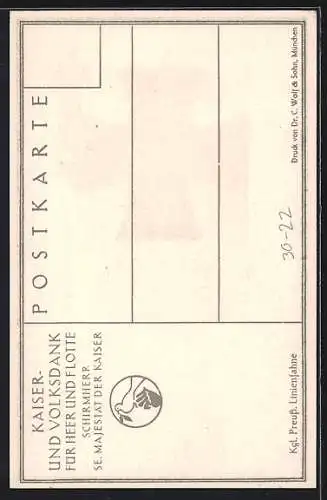 KAISER-
UND VOLKSDANK
FÜR HEER UND FLOTTE
SCHIRMHERR
SE. MAJESTÄT DER KAISER
Kgl. Preuß. Linienfahne
POSTKARTE
30-22
Druck von Dr. C. Wolf & Sohn, München